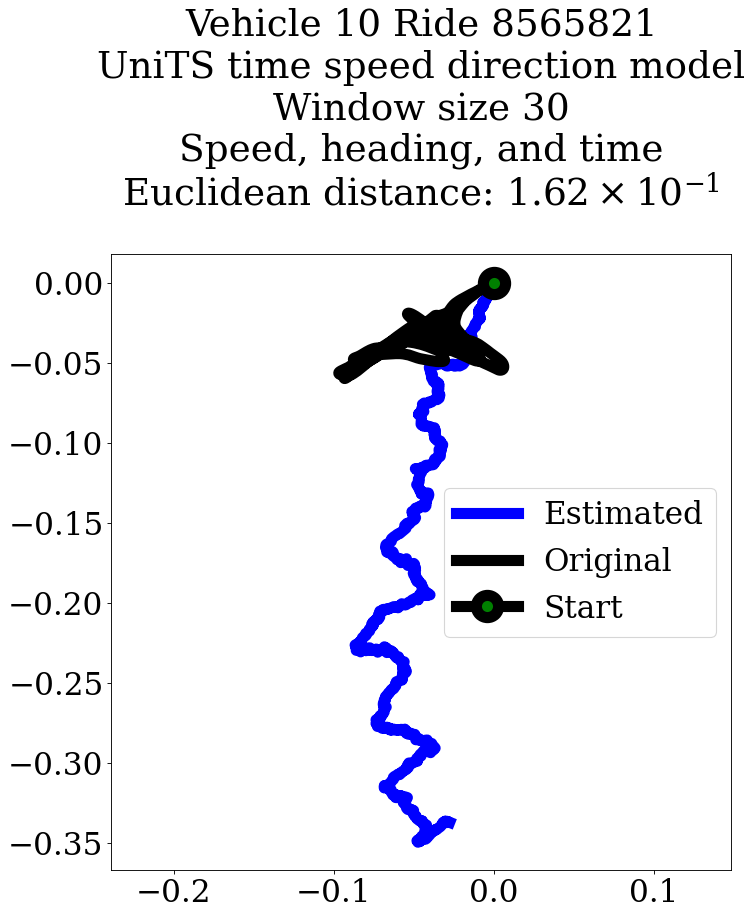 Vehicle 10 Ride 8565821
UniTS time speed direction model
Window size 30
Speed, heading, and time
Euclidean distance: 1.62 × 10⁻¹
0.00
−0.05
−0.10
−0.15
−0.20
−0.25
−0.30
−0.35
Estimated
Original
Start
−0.2
−0.1
0.0
0.1